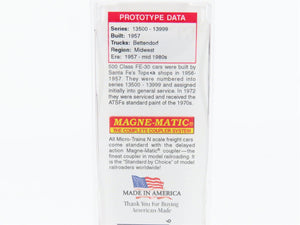 PROTOTYPE DATA
Series: 13500 - 13999
Built: 1957
Trucks: Bettendorf
Region: Midwest
Era: 1957 - mid 1980s
500 Class FE-30 cars were built by
Santa Fe's Topeka shops in 1956-
1957. They were numbered into
series 13500 - 13999 and assigned
initially into general service. In 1972
they were serviced and received the
ATSFs standard paint of the 1970s.
MAGNE-MATIC®
THE COMPLETE COUPLER SYSTEM
All Micro-Trains N scale freight cars
come standard with the delayed
action Magne-Matic® coupler—the
finest coupler in model railroading. It
is the "Standard by Choice" of model
railroaders worldwide!
MADE IN AMERICA
Thank You for Buying
American Made